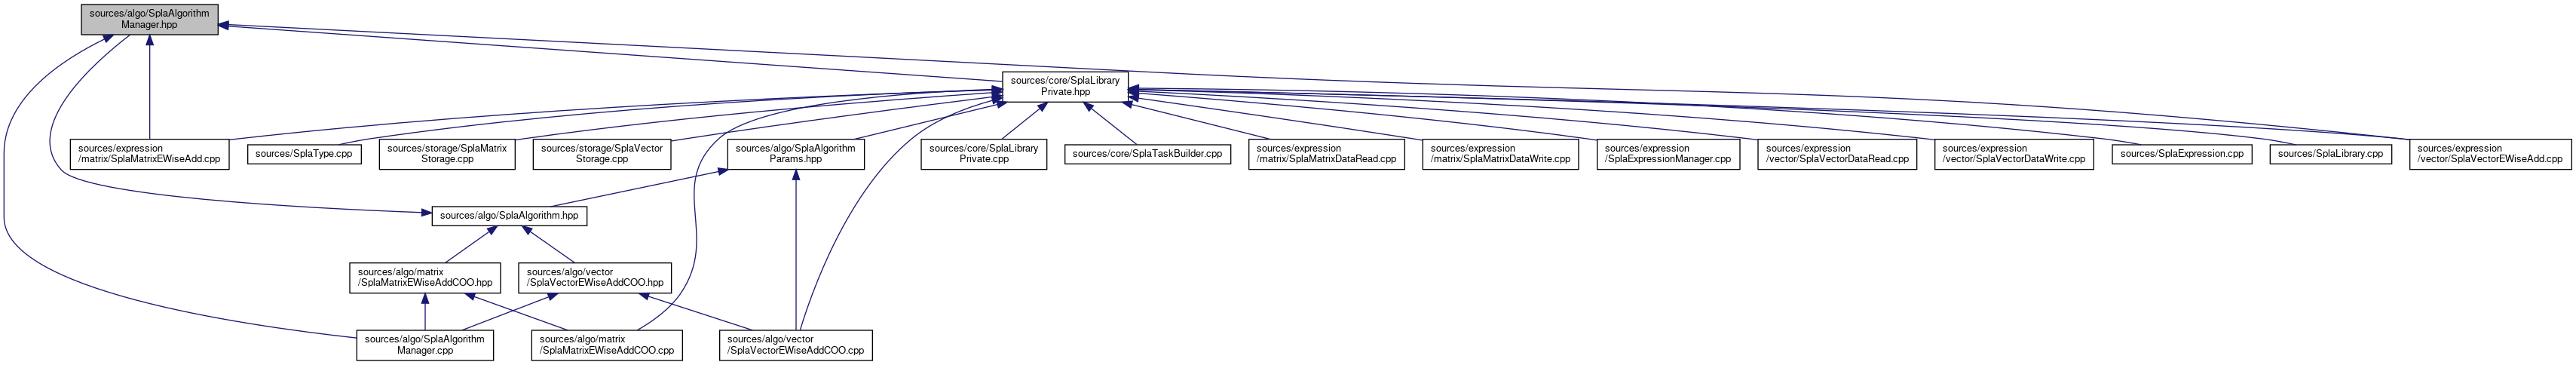 sources/algo/SplaAlgorithm
Manager.hpp
sources/core/SplaLibrary
Private.hpp
sources/expression
/matrix/SplaMatrixEWiseAdd.cpp
sources/SplaType.cpp
sources/storage/SplaMatrix
Storage.cpp
sources/storage/SplaVector
Storage.cpp
sources/algo/SplaAlgorithm
Params.hpp
sources/core/SplaLibrary
Private.cpp
sources/core/SplaTaskBuilder.cpp
sources/expression
/matrix/SplaMatrixDataRead.cpp
sources/expression
/matrix/SplaMatrixDataWrite.cpp
sources/expression
/SplaExpressionManager.cpp
sources/expression
/vector/SplaVectorDataRead.cpp
sources/expression
/vector/SplaVectorDataWrite.cpp
sources/SplaExpression.cpp
sources/SplaLibrary.cpp
sources/expression
/vector/SplaVectorEWiseAdd.cpp
sources/algo/SplaAlgorithm.hpp
sources/algo/matrix
/SplaMatrixEWiseAddCOO.hpp
sources/algo/vector
/SplaVectorEWiseAddCOO.hpp
sources/algo/SplaAlgorithm
Manager.cpp
sources/algo/matrix
/SplaMatrixEWiseAddCOO.cpp
sources/algo/vector
/SplaVectorEWiseAddCOO.cpp